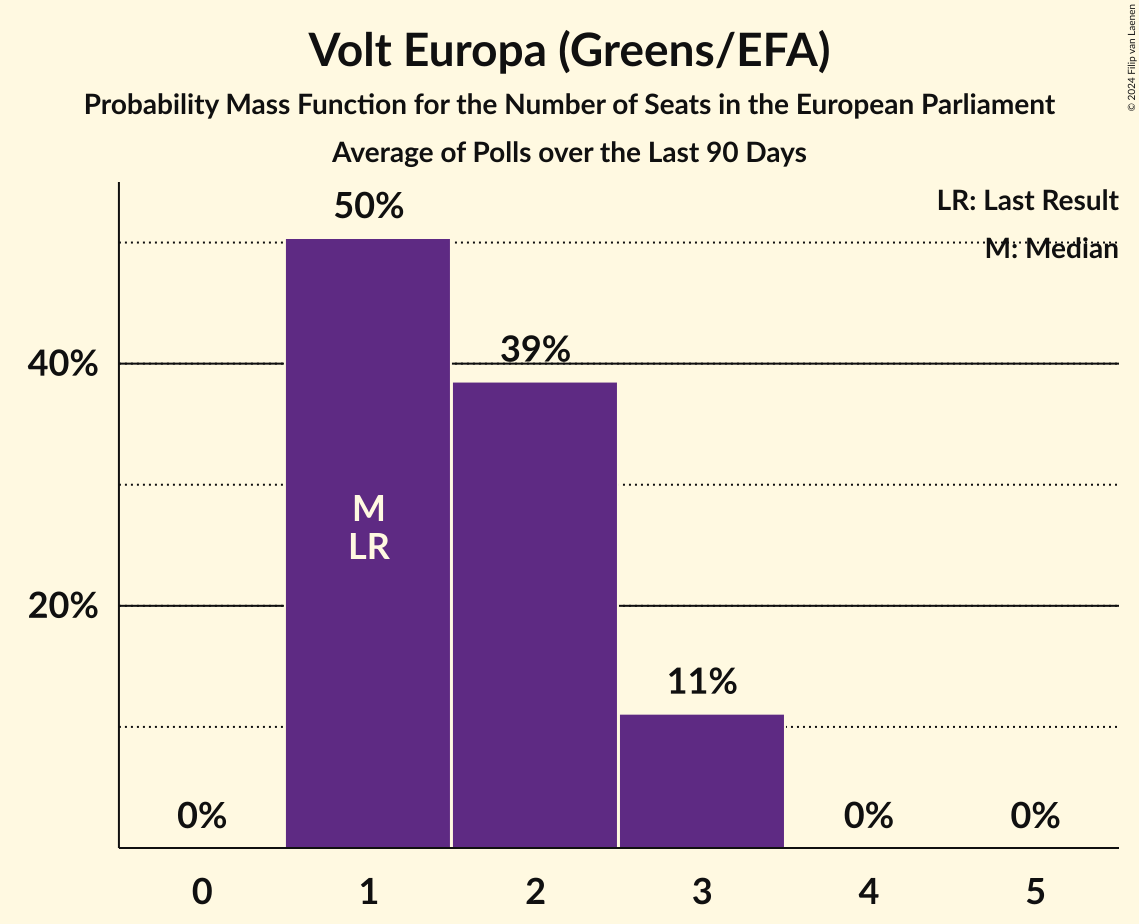 Volt Europa (Greens/EFA)
Probability Mass Function for the Number of Seats in the European Parliament
Average of Polls over the Last 90 Days
© 2024 Filip van Laenen
LR: Last Result
M: Median
50%
39%
11%
0%
0%
0%
M
LR
40%
20%
0
1
2
3
4
5